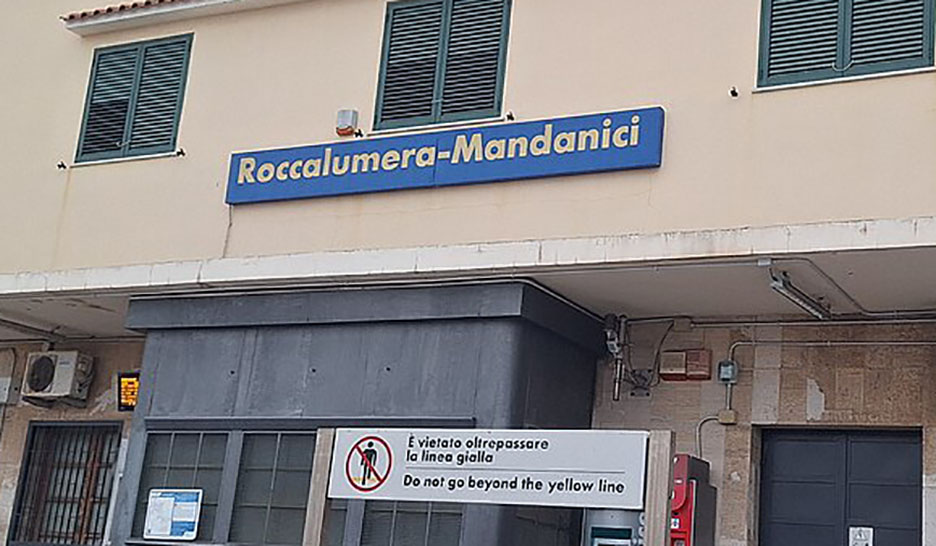 Roccalumera-Mandanici
È vietato oltrepassare
la linea gialla
Do not go beyond the yellow line